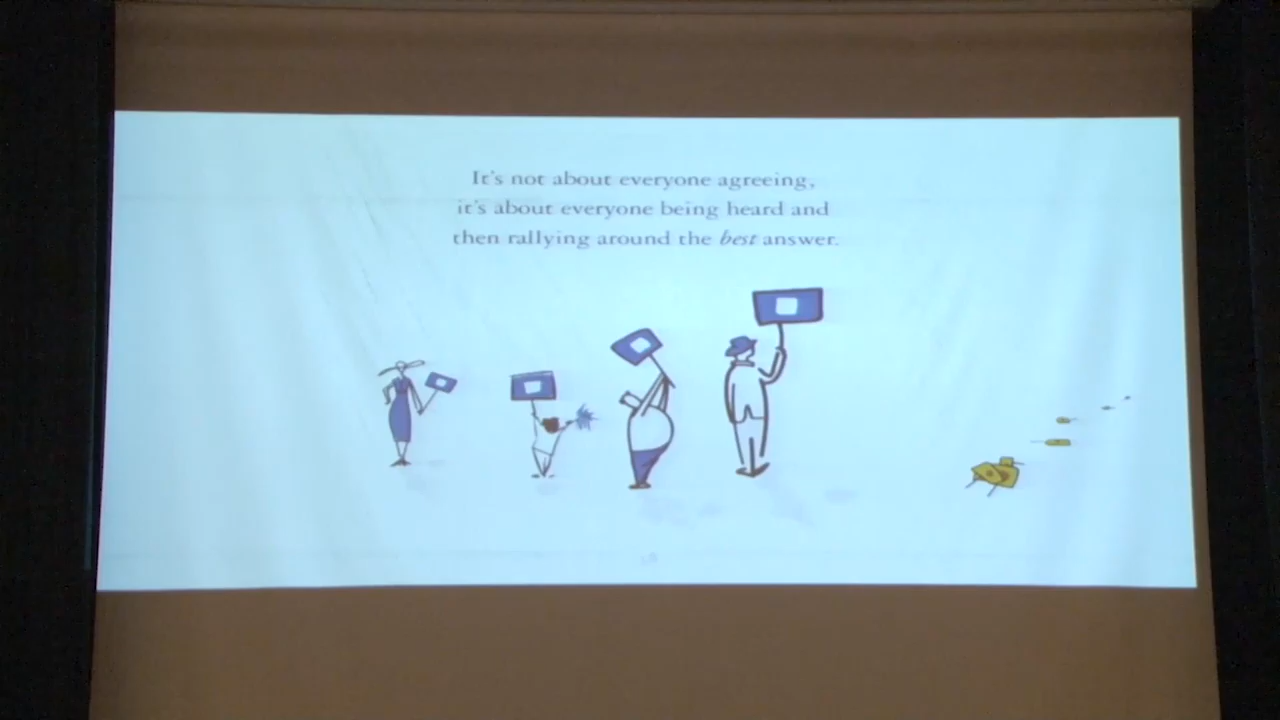 It's not about everyone agreeing,
it's about everyone being heard and
then rallying around the best answer.